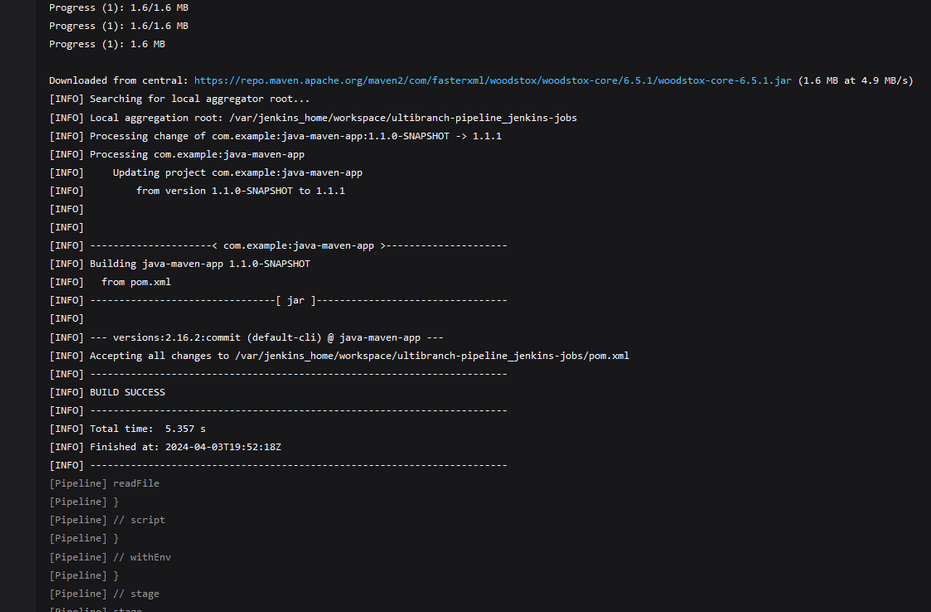 Progress (1): 1.6/1.6 MB
Progress (1): 1.6/1.6 MB
Progress (1): 1.6 MB
Downloaded from central: https://repo.maven.apache.org/maven2/com/fasterxml/woodstox/woodstox-core/6.5.1/woodstox-core-6.5.1.jar (1.6 MB at 4.9 MB/s)
[INFO] Searching for local aggregator root...
[INFO] Local aggregation root: /var/jenkins_home/workspace/ultibranch-pipeline_jenkins-jobs
[INFO] Processing change of com.example:java-maven-app:1.1.0-SNAPSHOT -> 1.1.1
[INFO] Processing com.example:java-maven-app
[INFO]     Updating project com.example:java-maven-app
[INFO]         from version 1.1.0-SNAPSHOT to 1.1.1
[INFO]
[INFO]
[INFO] ---------------------< com.example:java-maven-app >---------------------
[INFO] Building java-maven-app 1.1.0-SNAPSHOT
[INFO]   from pom.xml
[INFO] --------------------------------[ jar ]---------------------------------
[INFO]
[INFO] --- versions:2.16.2:commit (default-cli) @ java-maven-app ---
[INFO] Accepting all changes to /var/jenkins_home/workspace/ultibranch-pipeline_jenkins-jobs/pom.xml
[INFO] ------------------------------------------------------------------------
[INFO] BUILD SUCCESS
[INFO] ------------------------------------------------------------------------
[INFO] Total time:  5.357 s
[INFO] Finished at: 2024-04-03T19:52:18Z
[INFO] ------------------------------------------------------------------------
[Pipeline] readFile
[Pipeline] }
[Pipeline] // script
[Pipeline] }
[Pipeline] // withEnv
[Pipeline] }
[Pipeline] // stage
[Pipeline] stage